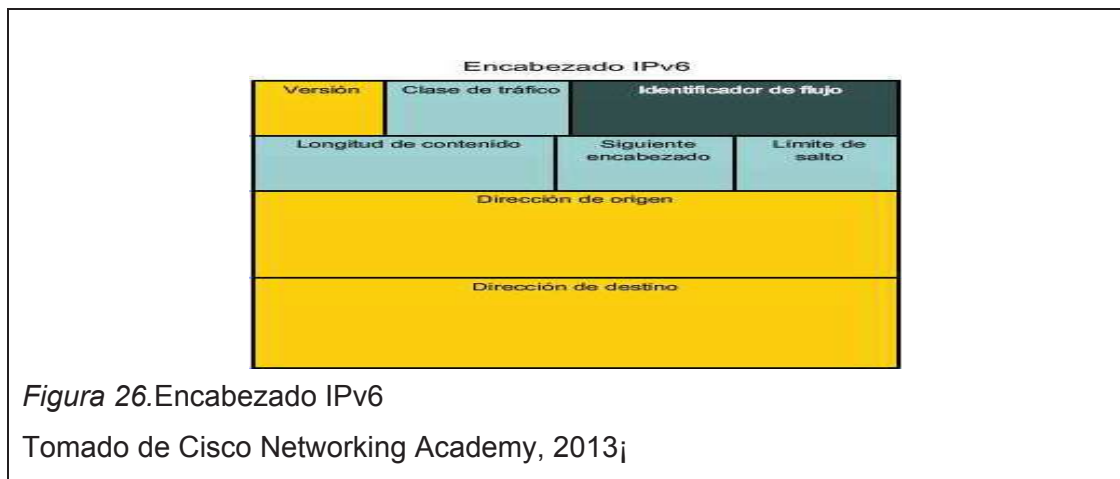 Encabezado IPv6
Versión Clase de tráfico Identificador de flujo
Longitud de contenido Siguiente encabezado Límite de salto
Dirección de origen
Dirección de destino
Figura 26.Encabezado IPv6
Tomado de Cisco Networking Academy, 2013¡